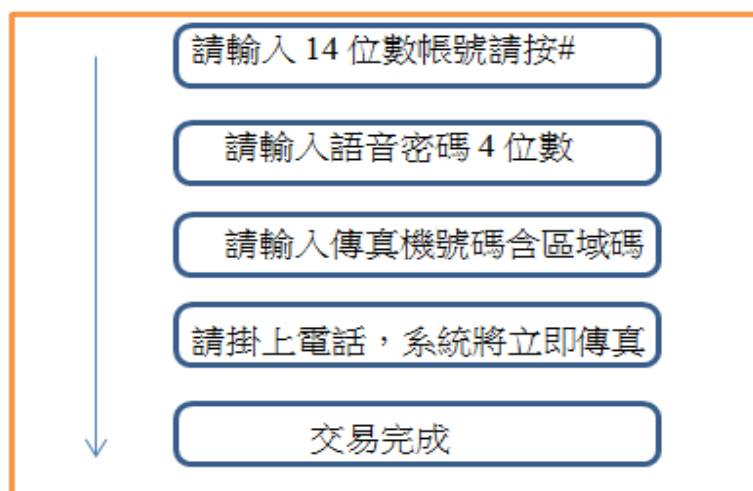 請輸入 14 位數帳號請按#
請輸入語音密碼 4 位數
請輸入傳真機號碼含區域碼
請掛上電話，系統將立即傳真
交易完成